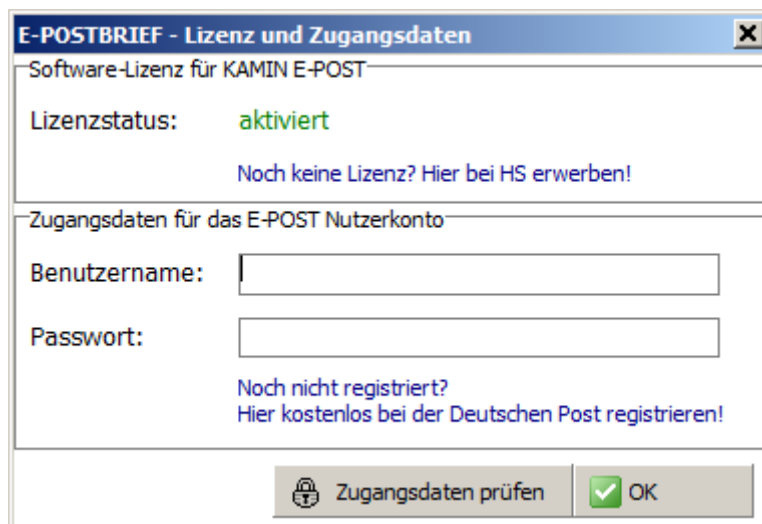 E-POSTBRIEF - Lizenz und Zugangsdaten
Software-Lizenz für KAMIN E-POST
Lizenzstatus: aktiviert
Noch keine Lizenz? Hier bei HS erwerben!
Zugangsdaten für das E-POST Nutzerkonto
Benutzername:
Passwort:
Noch nicht registriert?
Hier kostenlos bei der Deutschen Post registrieren!
Zugangsdaten prüfen OK